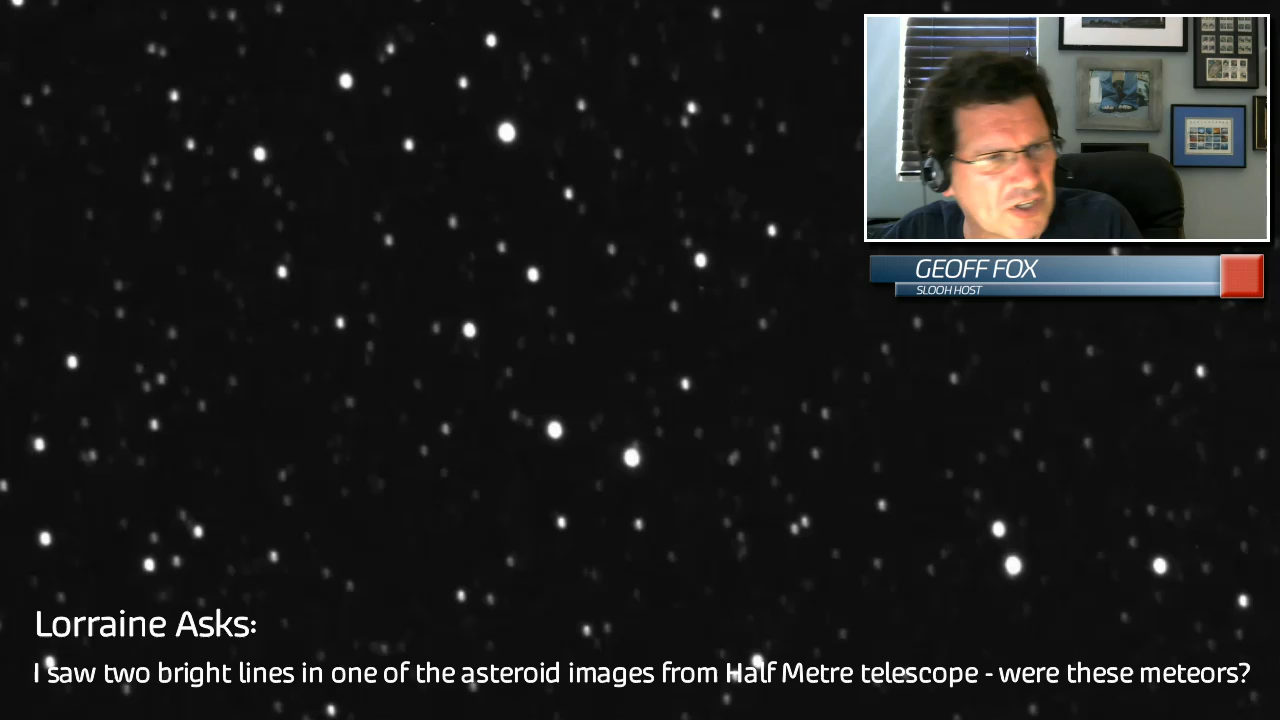 GEOFF FOX
SLOOH HOST
Lorraine Asks:
I saw two bright lines in one of the asteroid images from Half Metre telescope - were these meteors?